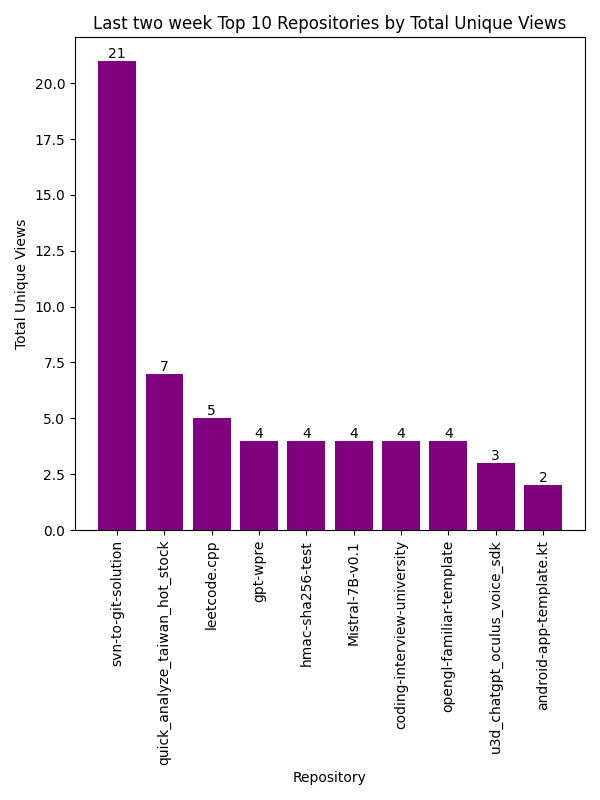 Last two week Top 10 Repositories by Total Unique Views
Total Unique Views
20.0
17.5
15.0
12.5
10.0
7.5
5.0
2.5
0.0
21
7
5
4
4
4
4
4
3
2
svn-to-git-solution
quick_analyze_taiwan_hot_stock
leetcode.cpp
gpt-wpre
hmac-sha256-test
Mistral-7B-v0.1
coding-interview-university
opengl-familiar-template
u3d_chatgpt_oculus_voice_sdk
android-app-template.kt
Repository